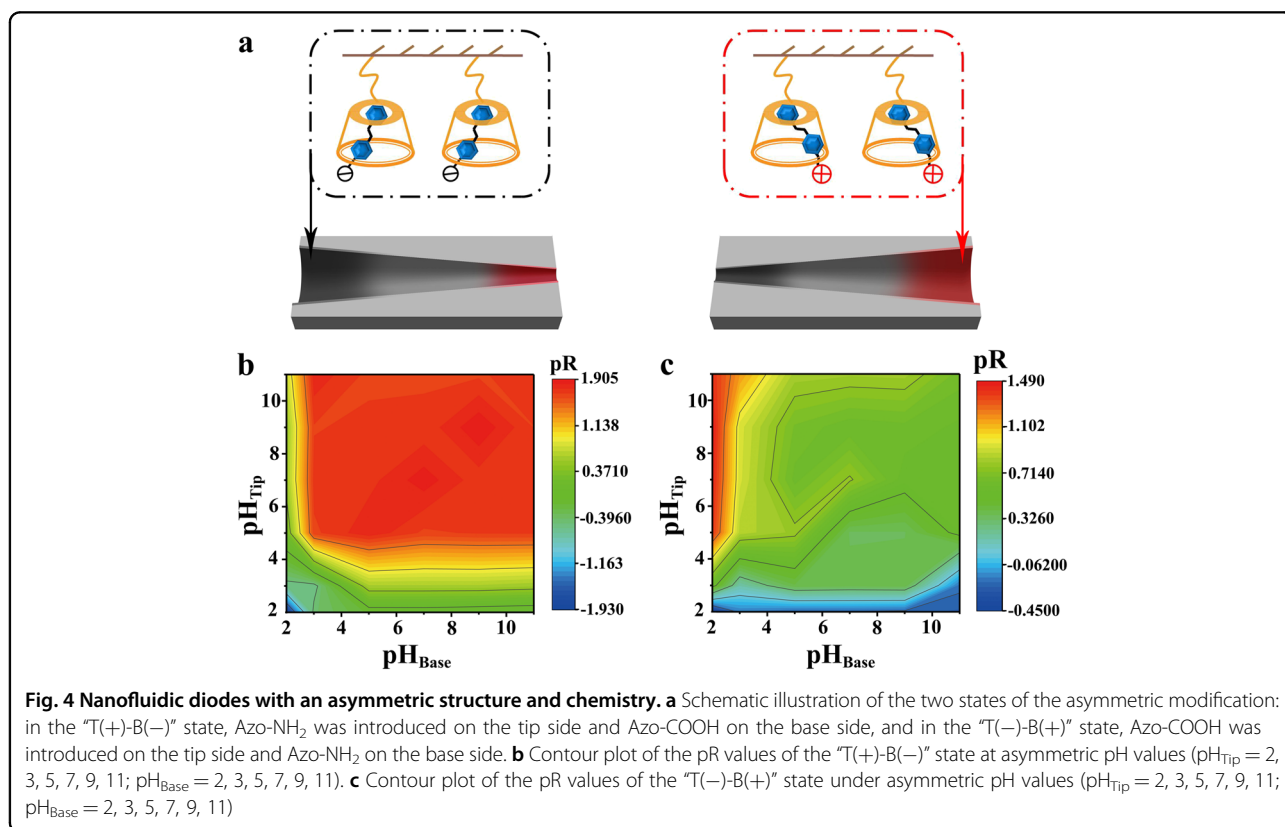 a
b
pR
1.905
1.138
0.3710
-0.3960
-1.163
-1.930
10
8
6
4
2
pHTip
2 4 6 8 10
pHBase
c
pR
1.490
1.102
0.7140
0.3260
-0.06200
-0.4500
10
8
6
4
2
pHTip
2 4 6 8 10
pHBase
Fig. 4 Nanofluidic diodes with an asymmetric structure and chemistry. a Schematic illustration of the two states of the asymmetric modification:
in the “T(+)-B(−)” state, Azo-NH2 was introduced on the tip side and Azo-COOH on the base side, and in the “T(−)-B(+)” state, Azo-COOH was
introduced on the tip side and Azo-NH2 on the base side. b Contour plot of the pR values of the “T(+)-B(−)” state at asymmetric pH values (pHTip = 2,
3, 5, 7, 9, 11; pHBase = 2, 3, 5, 7, 9, 11). c Contour plot of the pR values of the “T(−)-B(+)” state under asymmetric pH values (pHTip = 2, 3, 5, 7, 9, 11;
pHBase = 2, 3, 5, 7, 9, 11)